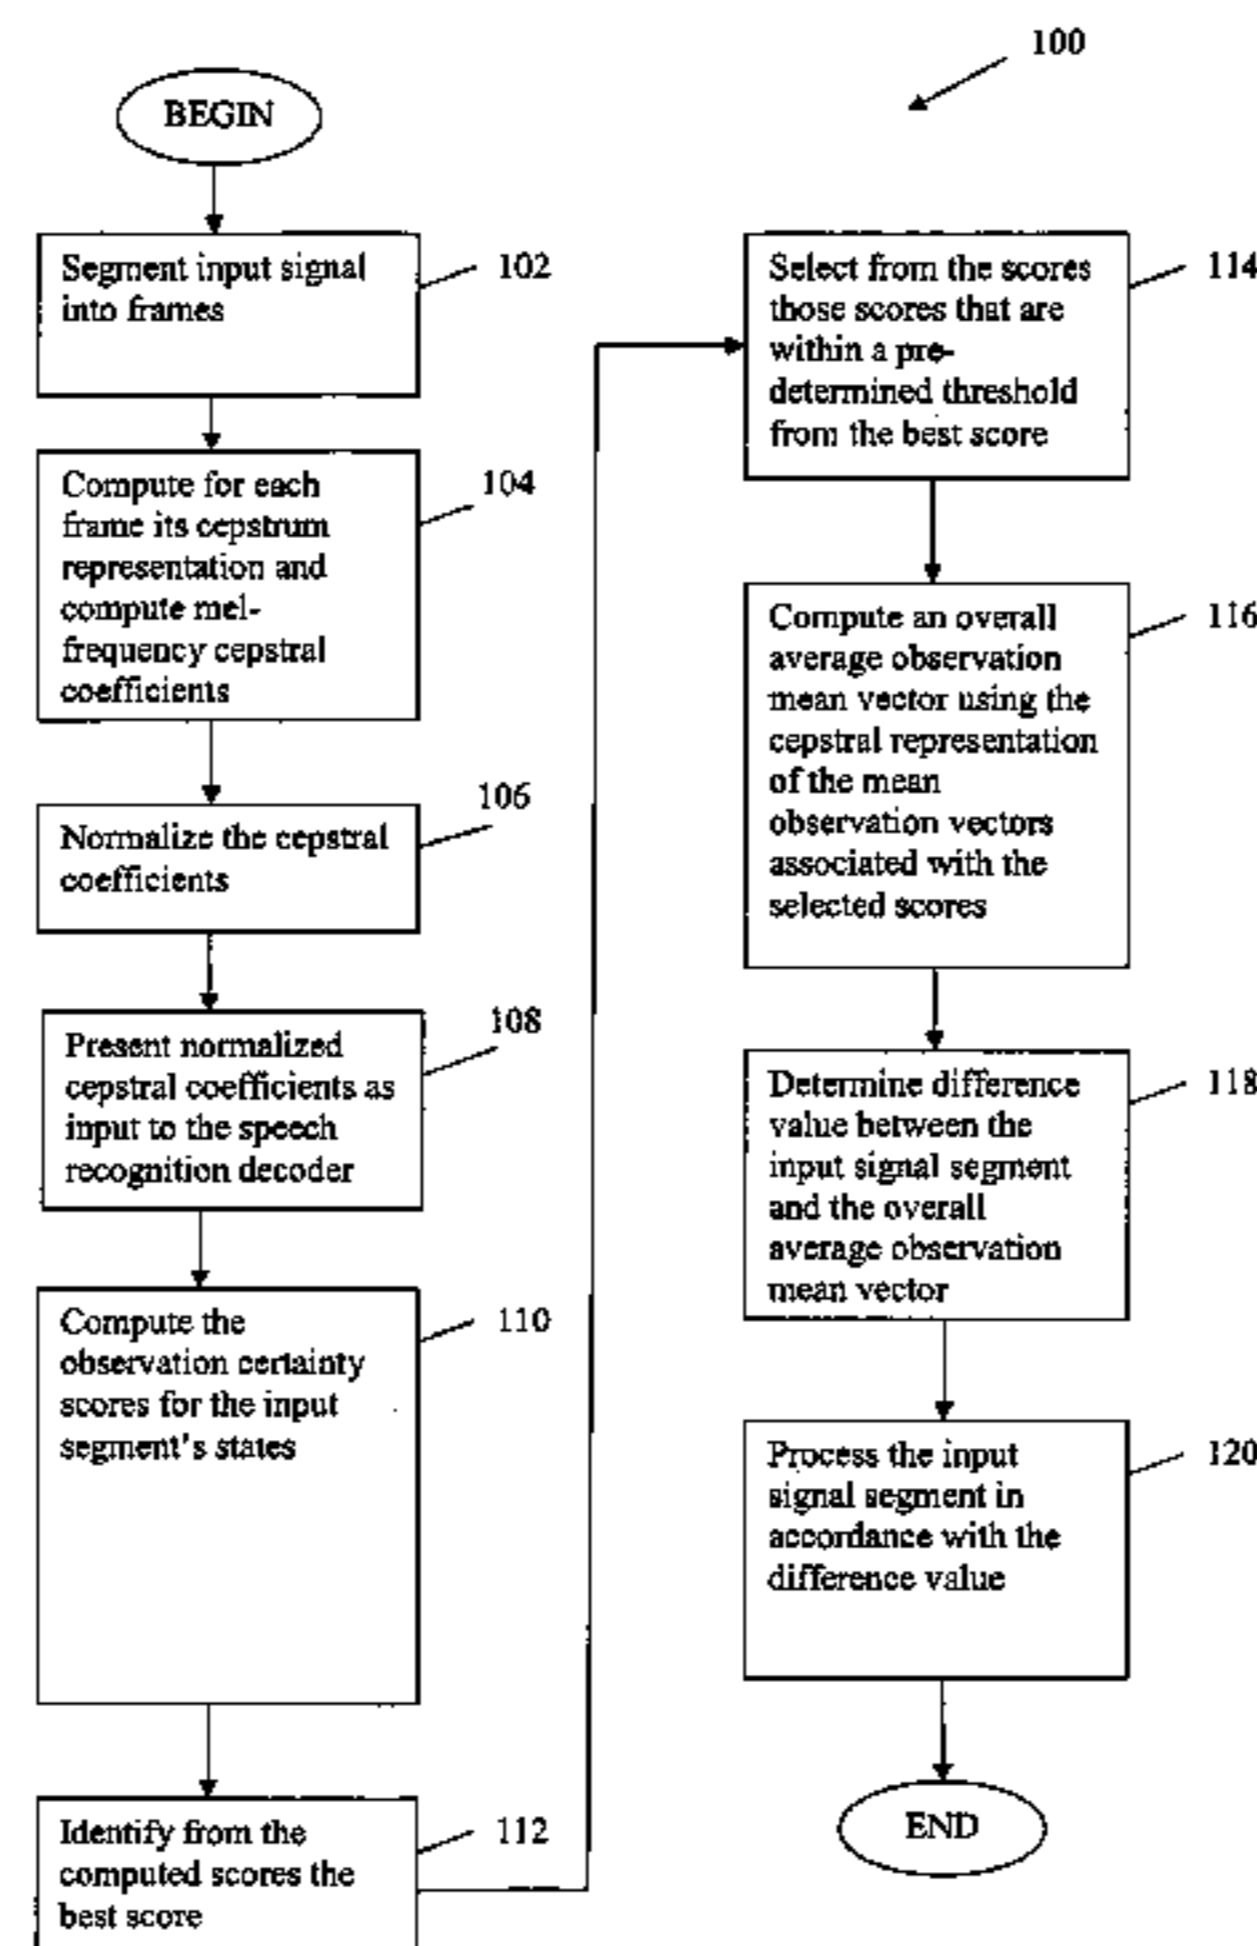 100
BEGIN
Segment input signal
into frames
102
Compute for each
frame its cepstrum
representation and
compute mel-
frequency cepstral
coefficients
104
Normalize the cepstral
coefficients
106
Present normalized
cepstral coefficients as
input to the speech
recognition decoder
108
Compute the
observation certainty
scores for the input
segment's states
110
Identify from the
computed scores the
best score
112
Select from the scores
those scores that are
within a pre-
determined threshold
from the best score
114
Compute an overall
average observation
mean vector using the
cepstral representation
of the mean
observation vectors
associated with the
selected scores
116
Determine difference
value between the
input signal segment
and the overall
average observation
mean vector
118
Process the input
signal segment in
accordance with the
difference value
120
END